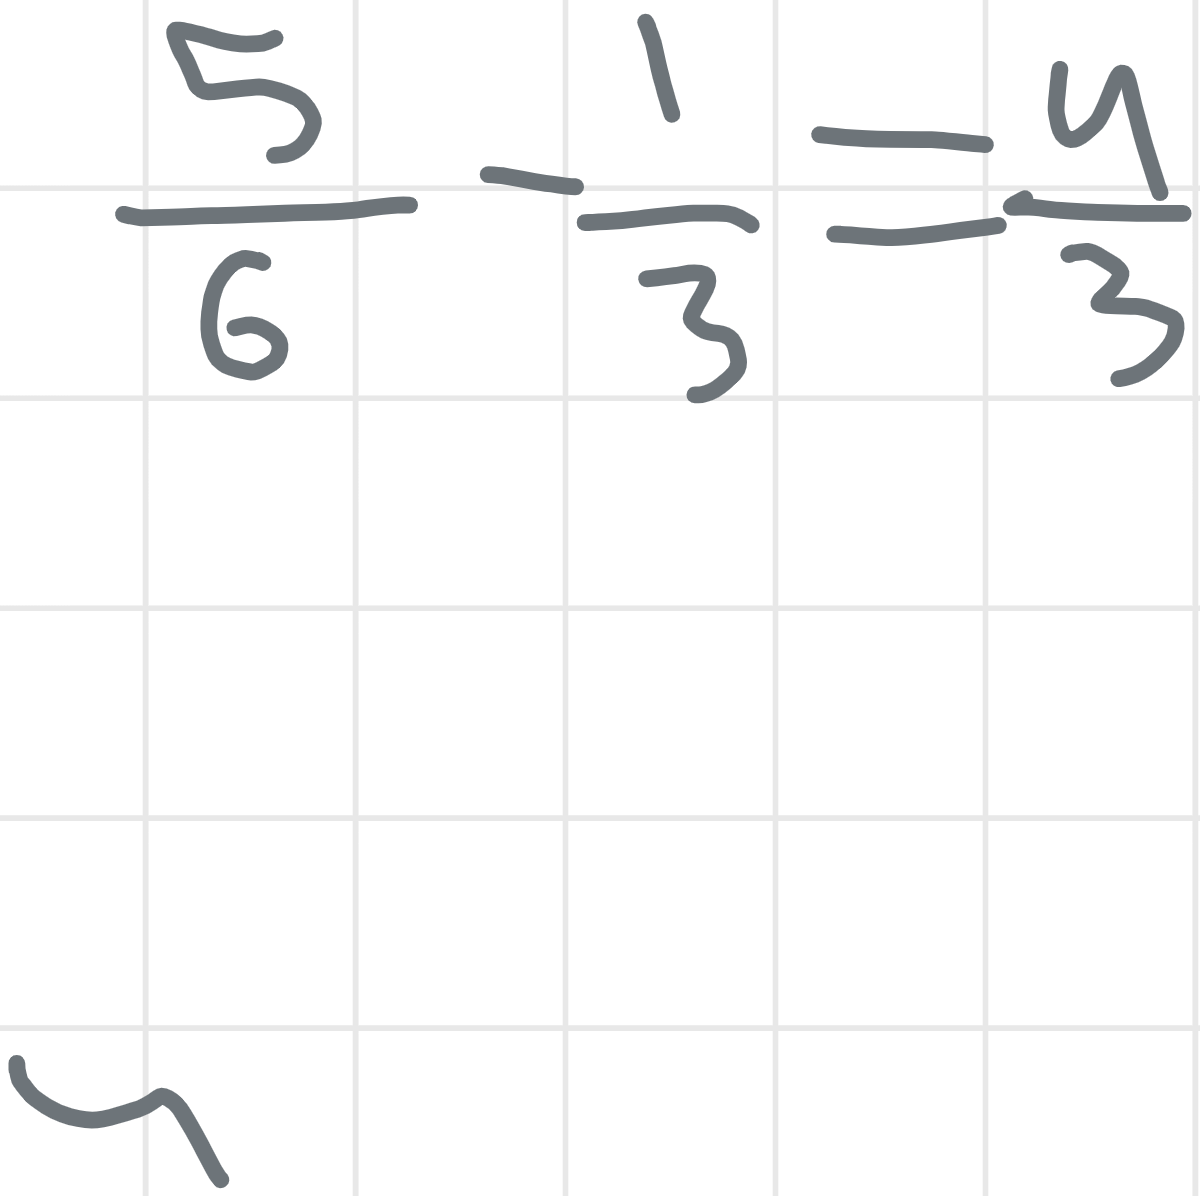 5/6 - 1/3 = 4/3